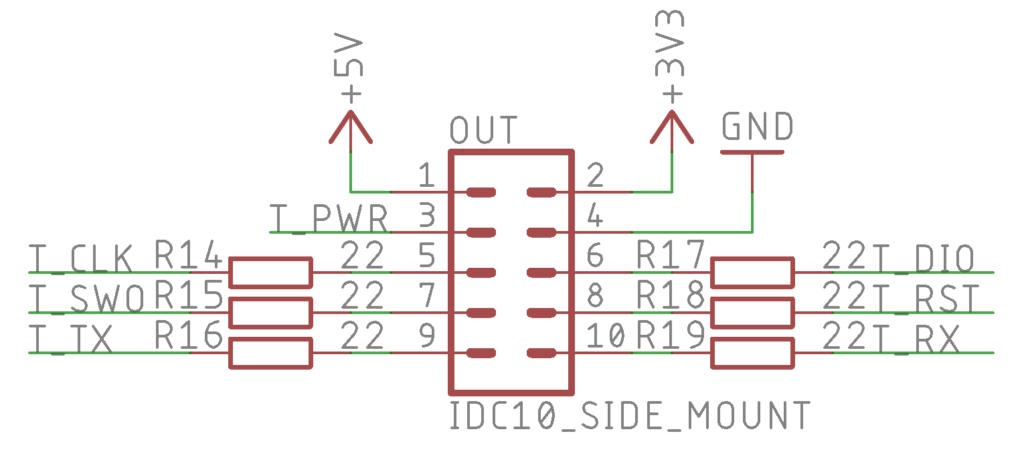 +5V +3V3
OUT GND
1 2
T_PWR 3 4
T_CLK R14 22 5 6 R17 22 T_DIO
T_SWO R15 22 7 8 R18 22 T_RST
T_TX R16 22 9 10 R19 22 T_RX
IDC10_SIDE_MOUNT